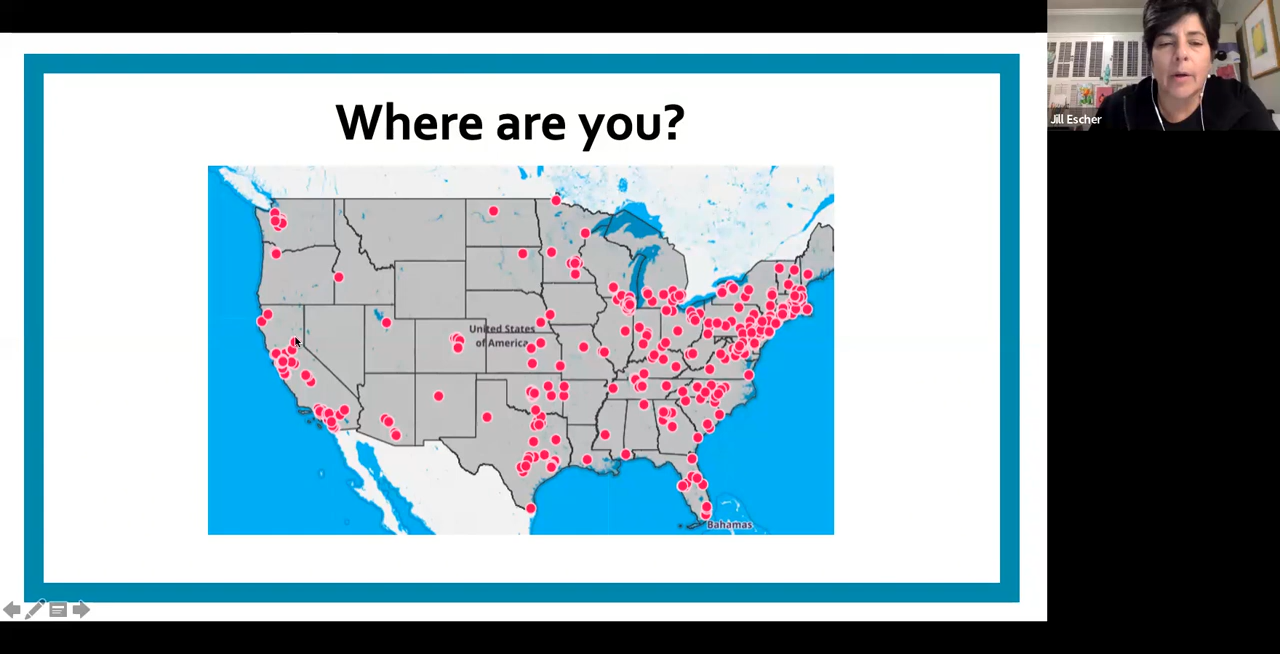 Where are you?
Jill Escher
United States
of America
Bahamas